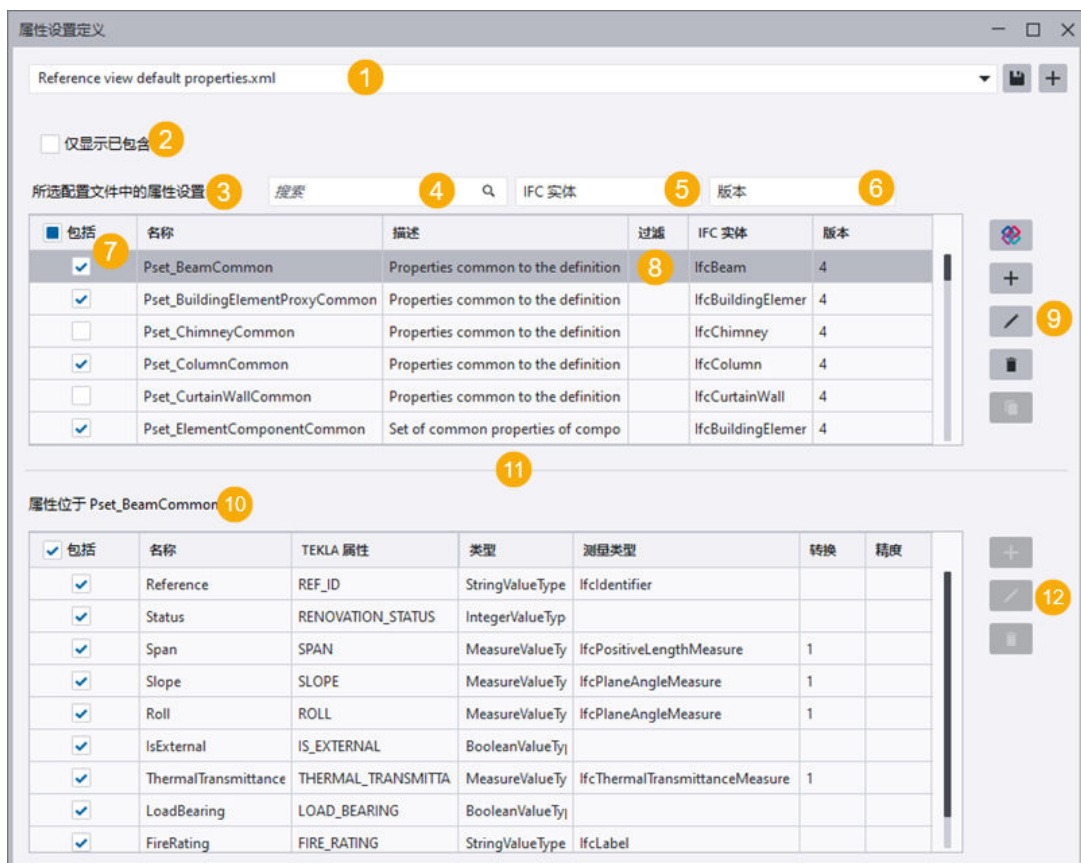 属性设置定义
Reference view default properties.xml 1
仅显示已包含 2
所选配置文件中的属性设置 3 搜索 4 IFC 实体 5 版本 6
包括 7 名称 描述 过滤 IFC 实体 版本
Pset_BeamCommon Properties common to the definition 8 IfcBeam 4
Pset_BuildingElementProxyCommon Properties common to the definition IfcBuildingElemer 4
Pset_ChimneyCommon Properties common to the definition IfcChimney 4 9
Pset_ColumnCommon Properties common to the definition IfcColumn 4
Pset_CurtainWallCommon Properties common to the definition IfcCurtainWall 4
Pset_ElementComponentCommon Set of common properties of compo IfcBuildingElemer 4
11
属性位于 Pset_BeamCommon 10
包括 名称 TEKLA 属性 类型 测量类型 转换 精度
Reference REF_ID StringValueType IfcIdentifier 12
Status RENOVATION_STATUS IntegerValueTyp
Span SPAN MeasureValueTy IfcPositiveLengthMeasure 1
Slope SLOPE MeasureValueTy IfcPlaneAngleMeasure 1
Roll ROLL MeasureValueTy IfcPlaneAngleMeasure 1
IsExternal IS_EXTERNAL BooleanValueTy
ThermalTransmittance THERMAL_TRANSMITTA MeasureValueTy IfcThermalTransmittanceMeasure 1
LoadBearing LOAD_BEARING BooleanValueTy
FireRating FIRE_RATING StringValueType IfcLabel